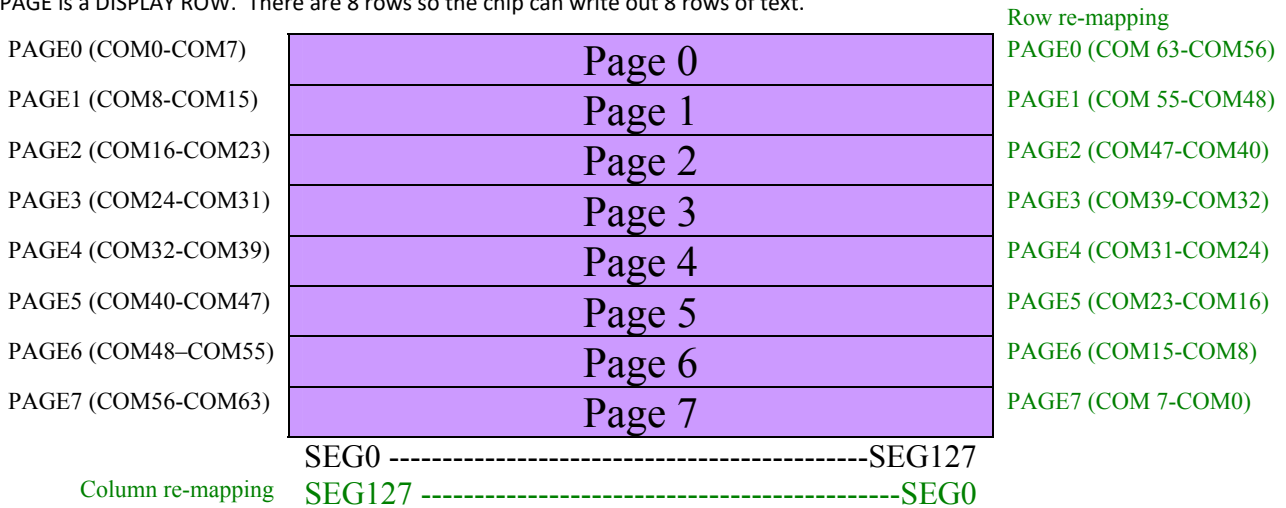 PAGE is a DISPLAY ROW. There are 8 rows so the chip can write out 8 rows of text.
Row re-mapping
PAGE0 (COM0-COM7) Page 0 PAGE0 (COM 63-COM56)
PAGE1 (COM8-COM15) Page 1 PAGE1 (COM 55-COM48)
PAGE2 (COM16-COM23) Page 2 PAGE2 (COM47-COM40)
PAGE3 (COM24-COM31) Page 3 PAGE3 (COM39-COM32)
PAGE4 (COM32-COM39) Page 4 PAGE4 (COM31-COM24)
PAGE5 (COM40-COM47) Page 5 PAGE5 (COM23-COM16)
PAGE6 (COM48–COM55) Page 6 PAGE6 (COM15-COM8)
PAGE7 (COM56-COM63) Page 7 PAGE7 (COM 7-COM0)
SEG0 ---------------------------------------------SEG127
Column re-mapping SEG127 ---------------------------------------------SEG0